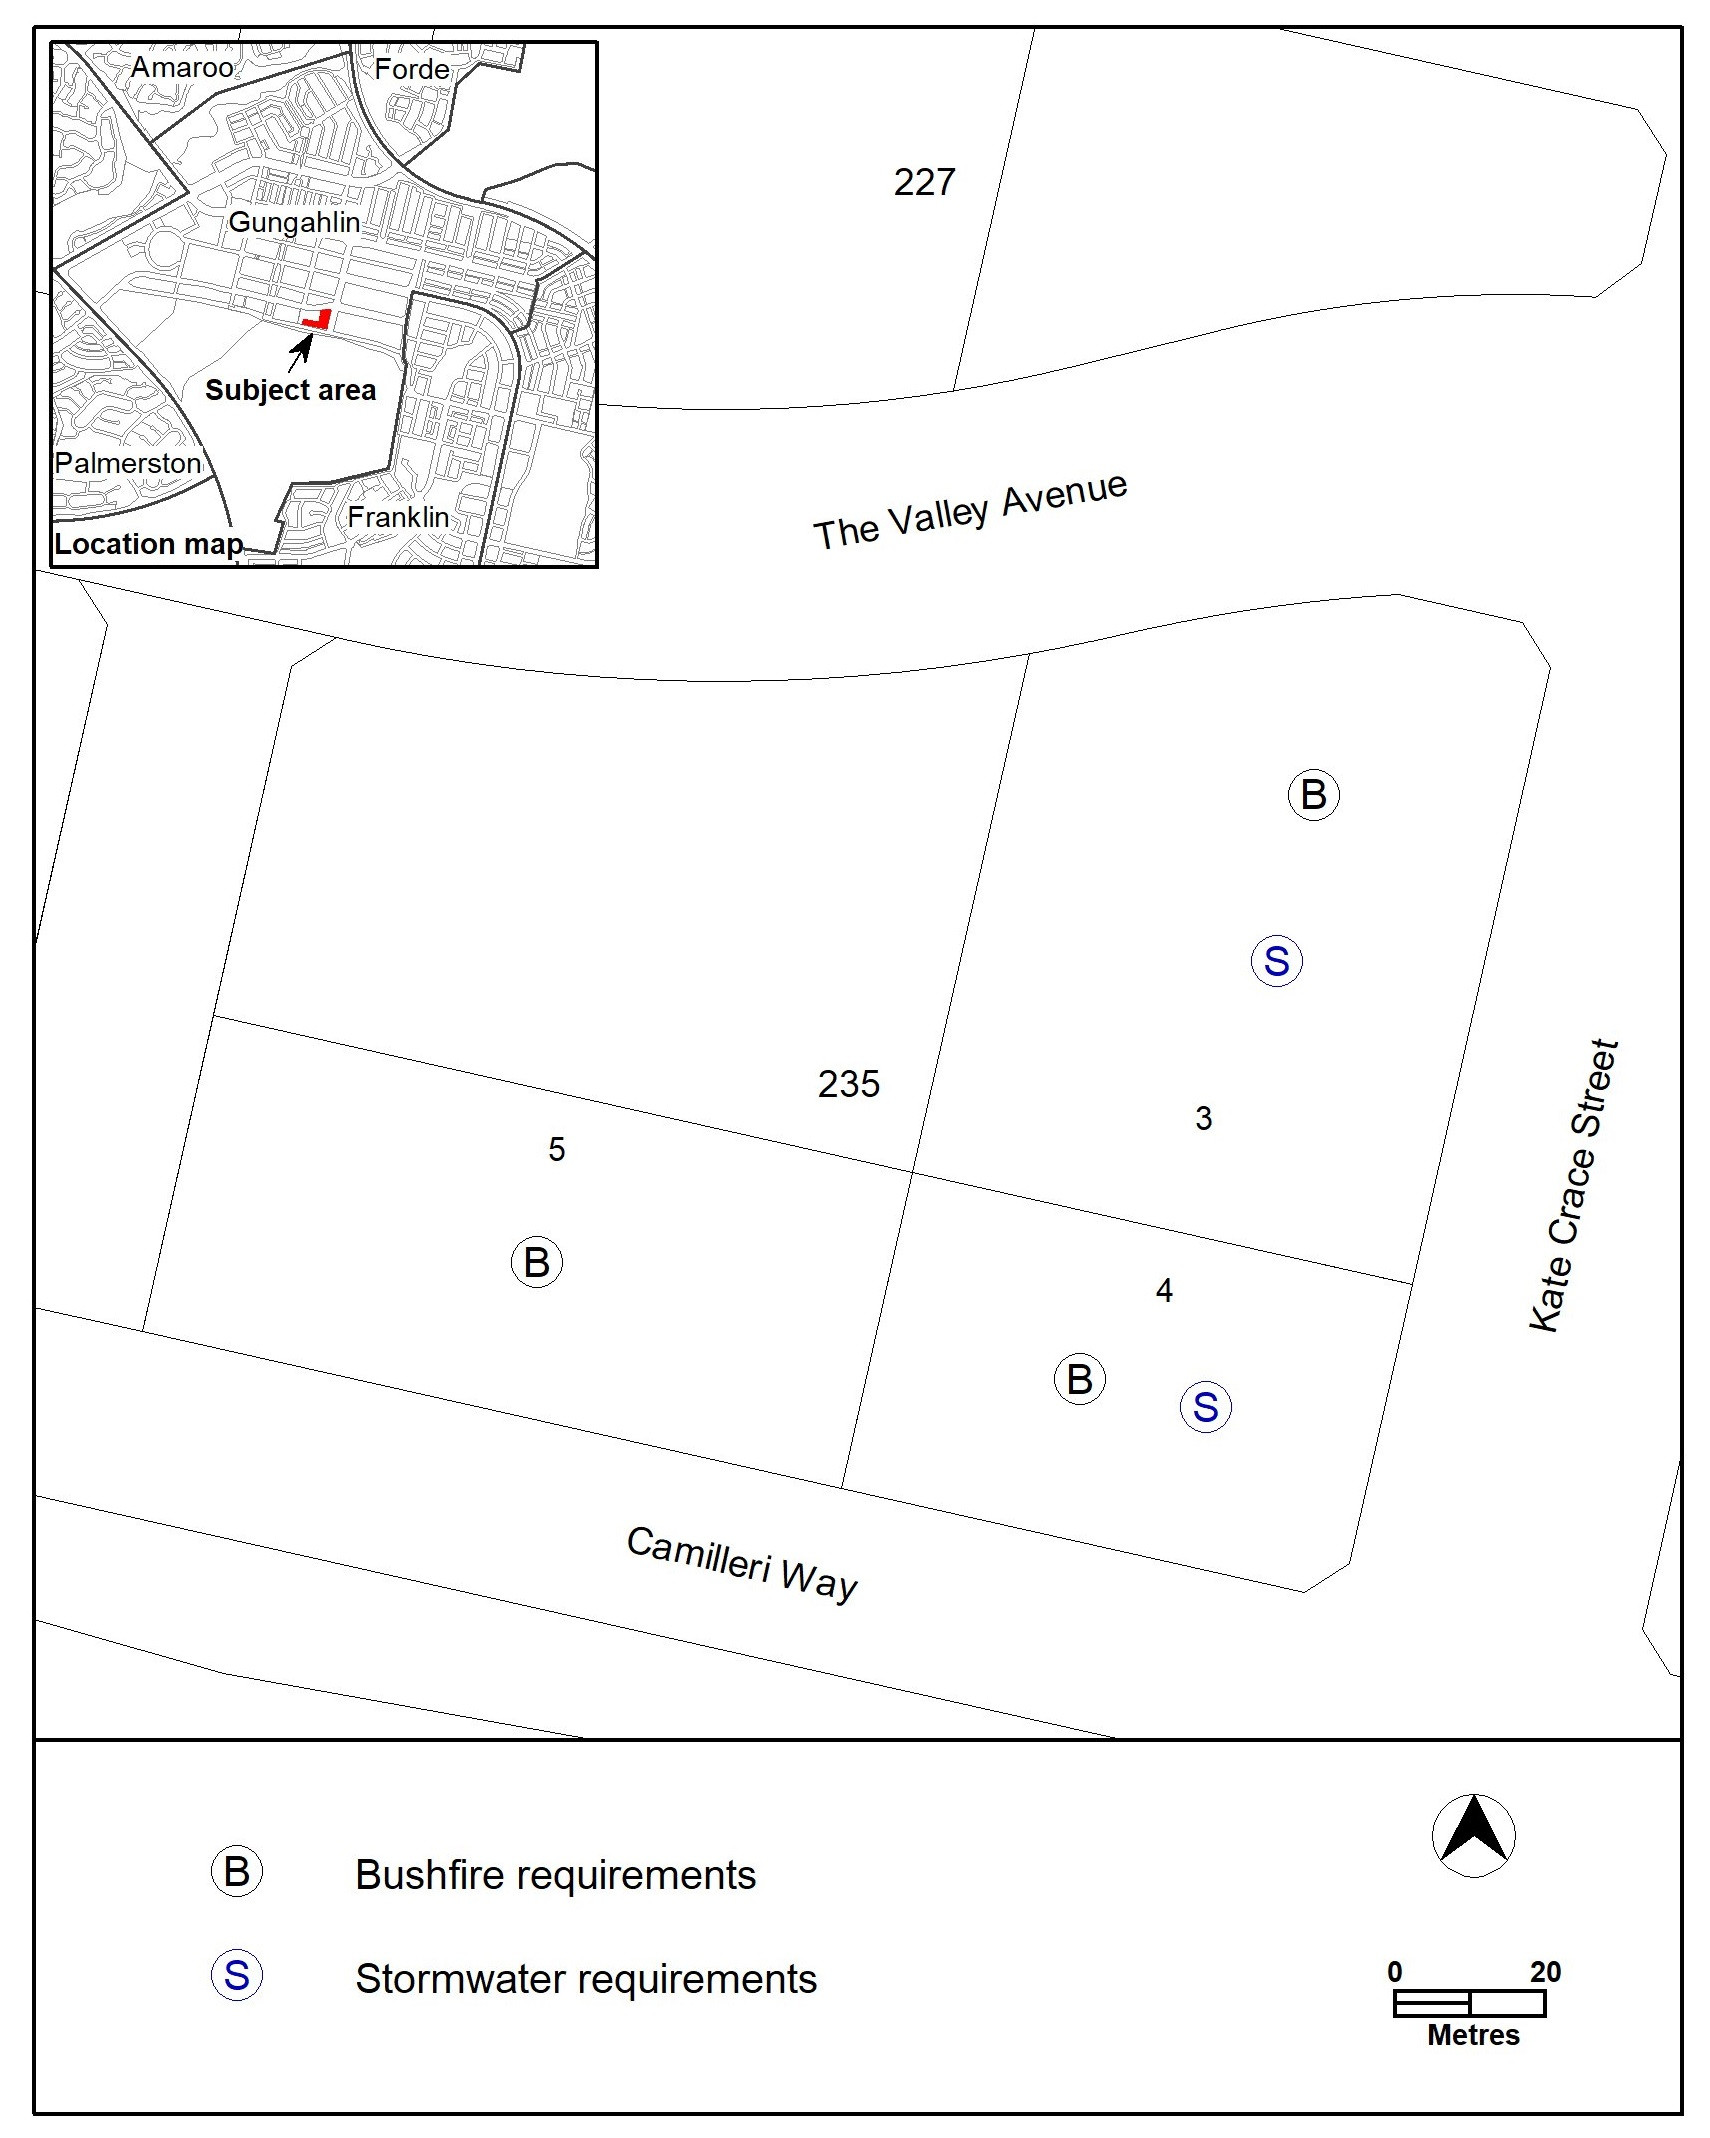 Amaroo
Forde
Gungahlin
Subject area
Palmerston
Franklin
Location map
227
The Valley Avenue
B
S
235
3
5
B
4
B
S
Kate Crace Street
Camilleri Way
B Bushfire requirements
S Stormwater requirements
0 20
Metres